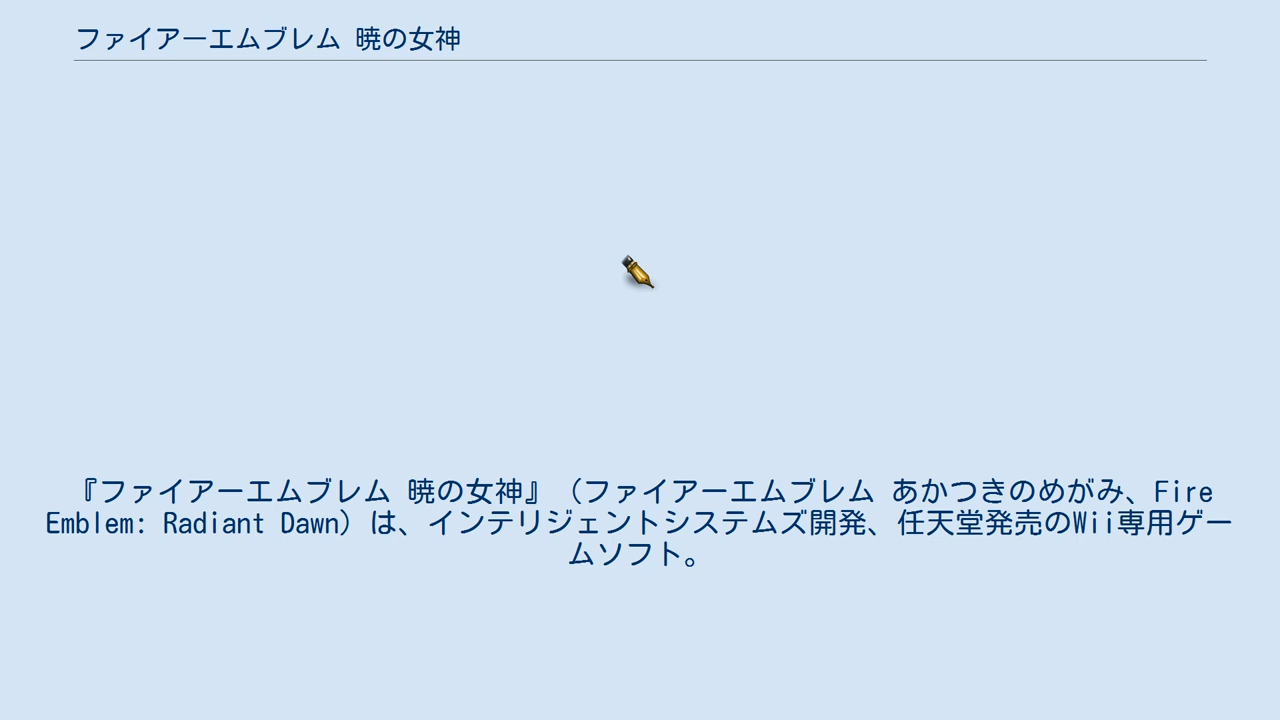 ファイアーエムブレム 暁の女神
『ファイアーエムブレム 暁の女神』（ファイアーエムブレム あかつきのめがみ、Fire
Emblem: Radiant Dawn）は、インテリジェントシステムズ開発、任天堂発売のWii専用ゲー
ムソフト。